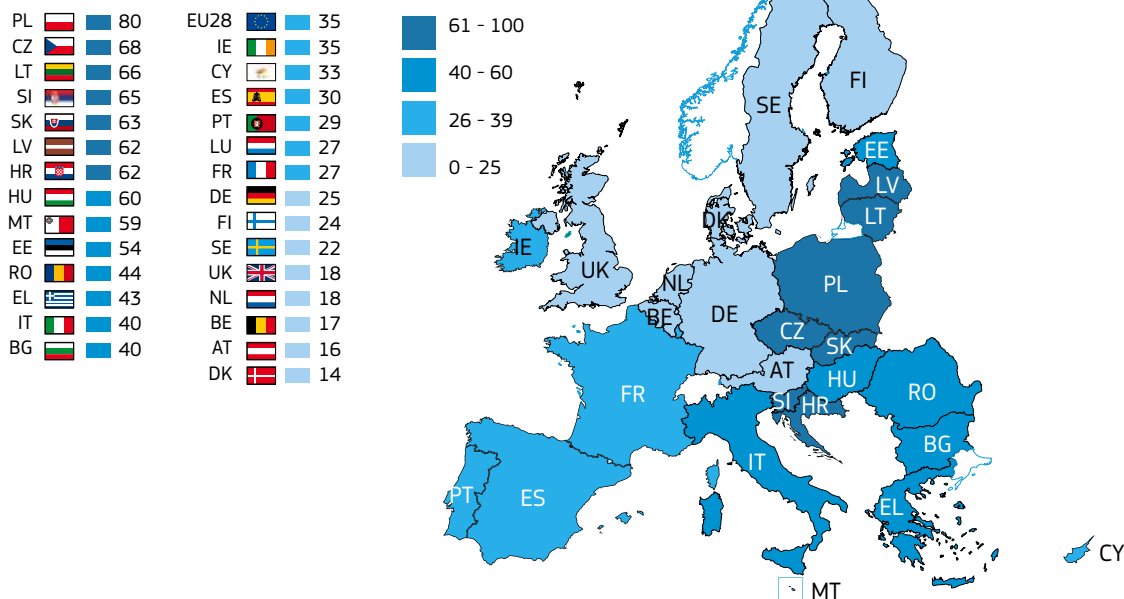 PL 80
CZ 68
LT 66
SI 65
SK 63
LV 62
HR 62
HU 60
MT 59
EE 54
RO 44
EL 43
IT 40
BG 40
EU28 35
IE 35
CY 33
ES 30
PT 29
LU 27
FR 27
DE 25
FI 24
SE 22
UK 18
NL 18
BE 17
AT 16
DK 14
61 - 100
40 - 60
26 - 39
0 - 25
FI
SE
EE
LV
LT
DK
IE
UK
NL
PL
BE
DE
CZ
SK
AT
HU
FR
SI
HR
RO
BG
IT
PT
ES
EL
CY
MT